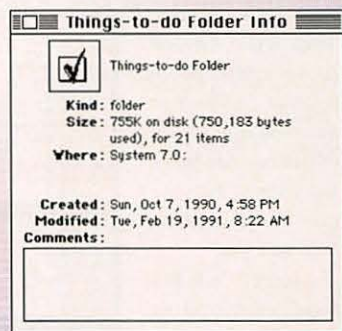 Things-to-do Folder Info
Things-to-do Folder
Kind: folder
Size: 755K on disk (750,183 bytes
used), for 21 items
Where: System 7.0:
Created: Sun, Oct 7, 1990, 4:58 PM
Modified: Tue, Feb 19, 1991, 8:22 AM
Comments: